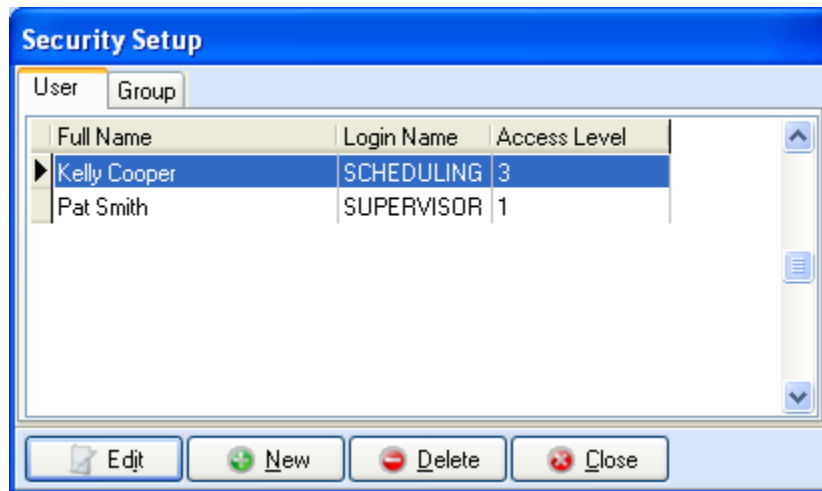 Security Setup
User Group
Full Name Login Name Access Level
Kelly Cooper SCHEDULING 3
Pat Smith SUPERVISOR 1
Edit New Delete Close